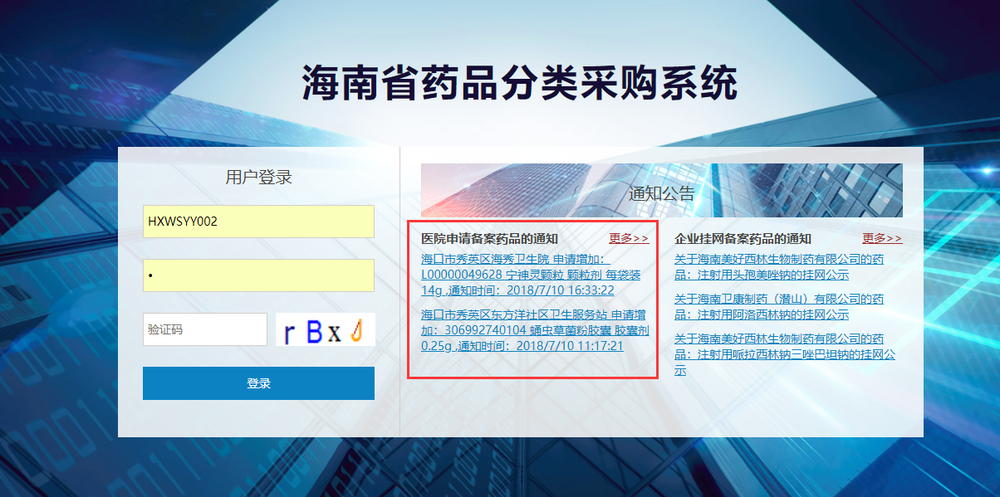 海南省药品分类采购系统
用户登录
HXWSYY002
•
验证码
rBxJ
登录
通知公告
医院申请备案药品的通知 更多>>
海口市秀英区海秀卫生院 申请增加:
L00000049628 宁神灵颗粒 颗粒剂 每袋装
14g ,通知时间：2018/7/10 16:33:22
海口市秀英区东方洋社区卫生服务站 申请增
加：306992740104 蛹虫草菌粉胶囊 胶囊剂
0.25g ,通知时间：2018/7/10 11:17:21
企业挂网备案药品的通知 更多>>
关于海南美好西林生物制药有限公司的药
品：注射用头孢美唑钠的挂网公示
关于海南卫康制药（潜山）有限公司的药
品：注射用阿洛西林钠的挂网公示
关于海南美好西林生物制药有限公司的药
品：注射用哌拉西林钠三唑巴坦钠的挂网公
示